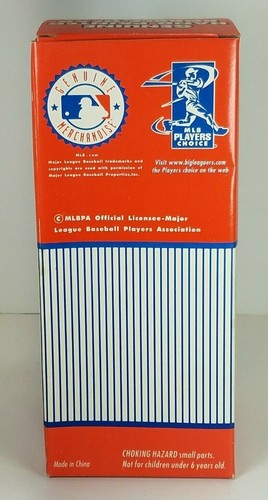 GENUINE
MERCHANDISE
MLB
PLAYERS
CHOICE
MLB.com
Major League Baseball trademarks and
copyrights are used with permission of
Major League Baseball Properties,Inc.
Visit www.bigleaguers.com
the Players choice on the web
©MLBPA Official Licensee-Major
League Baseball Players Association
Made in China
CHOKING HAZARD small parts.
Not for children under 6 years old.